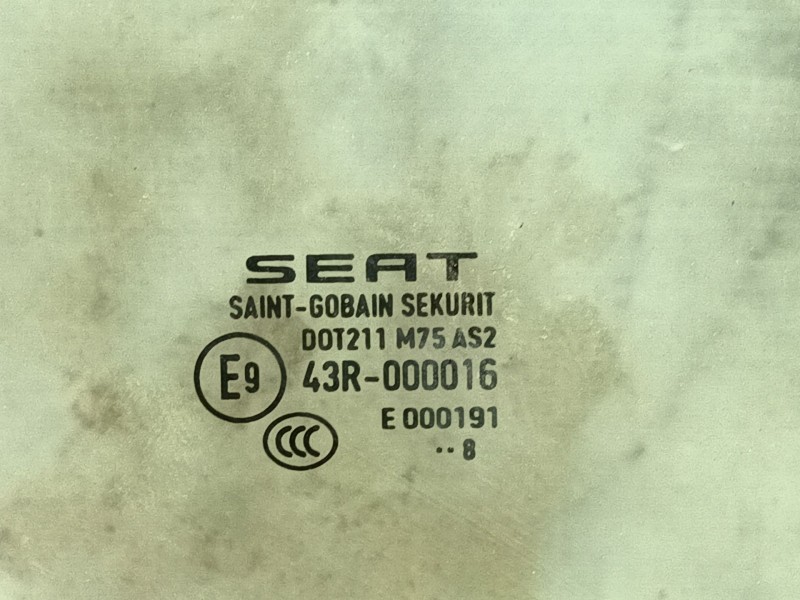 SEAT
SAINT-GOBAIN SEKURIT
DOT211 M75 AS2
E9 43R-000016
E 000191
CCC
·· 8